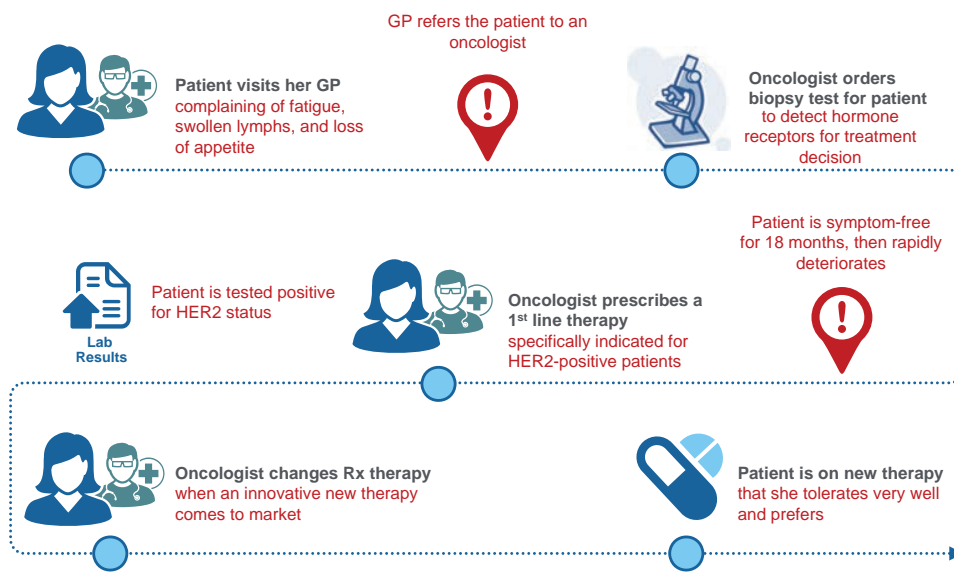 GP refers the patient to an
oncologist
Patient visits her GP
complaining of fatigue,
swollen lymphs, and loss
of appetite
Oncologist orders
biopsy test for patient
to detect hormone
receptors for treatment
decision
Patient is symptom-free
for 18 months, then rapidly
deteriorates
Patient is tested positive
for HER2 status
Lab
Results
Oncologist prescribes a
1st line therapy
specifically indicated for
HER2-positive patients
Oncologist changes Rx therapy
when an innovative new therapy
comes to market
Patient is on new therapy
that she tolerates very well
and prefers